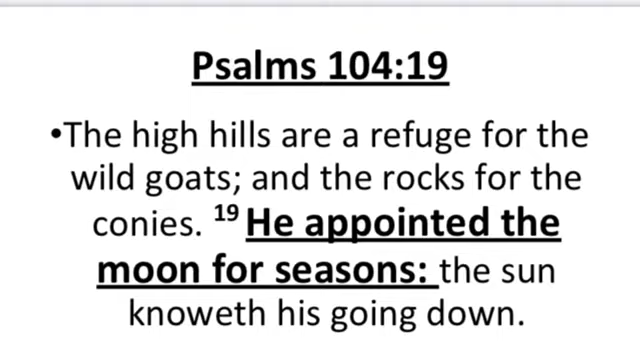 Psalms 104:19
•The high hills are a refuge for the
wild goats; and the rocks for the
conies. 19 He appointed the
moon for seasons: the sun
knoweth his going down.